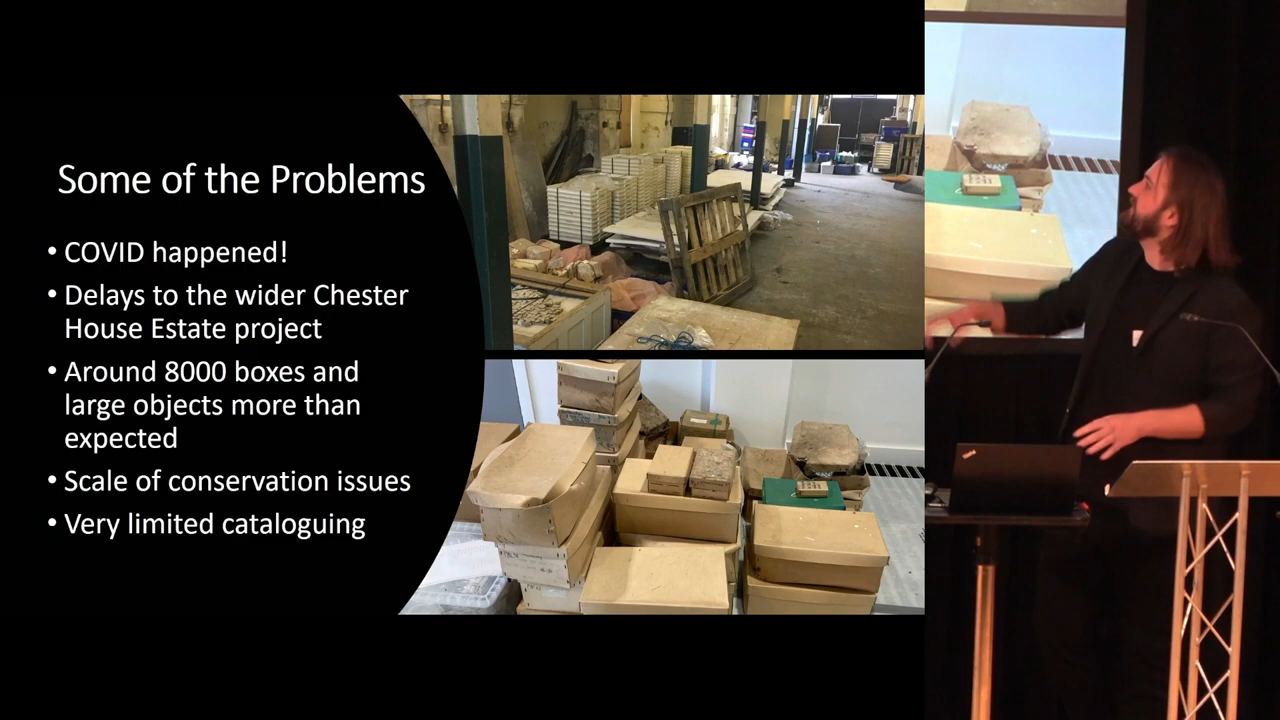 Some of the Problems
• COVID happened!
• Delays to the wider Chester
House Estate project
• Around 8000 boxes and
large objects more than
expected
• Scale of conservation issues
• Very limited cataloguing